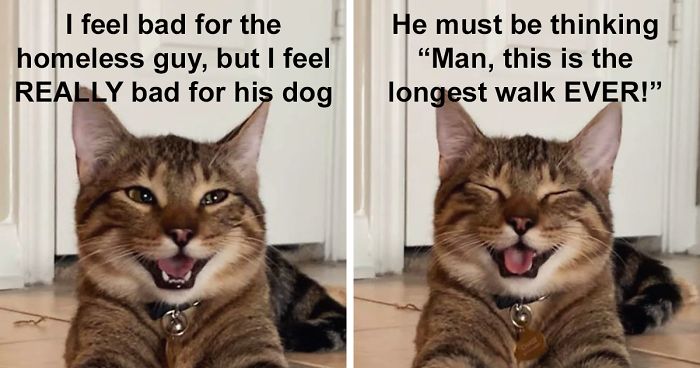 I feel bad for the
homeless guy, but I feel
REALLY bad for his dog
He must be thinking
“Man, this is the
longest walk EVER!”